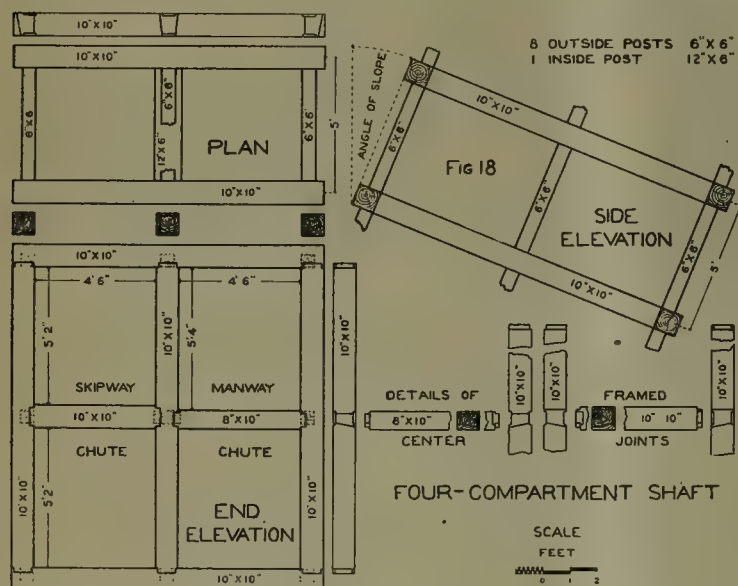 10"X10"
10"X10"
8 OUTSIDE POSTS 6"X6"
1 INSIDE POST 12"X6"
ANGLE OF SLOPE
10"X10"
6"X6"
6"X6"
12"X6"
6"X6"
5'
PLAN
6"X6"
FIG 18
6"X6"
SIDE
ELEVATION
6"X6"
5'
10"X10"
10"X10"
10"X10"
4'6"
4'6"
5'2"
10"X10"
5'4"
10"X10"
SKIPWAY
MANWAY
10"X10"
8"X10"
CHUTE
CHUTE
10"X10"
5'2"
10"X10"
END
ELEVATION
10"X10"
DETAILS OF
FRAMED
10"X10"
10"X10"
10"X10"
8"X10"
10" 10"
CENTER
JOINTS
FOUR-COMPARTMENT SHAFT
SCALE
FEET
0 2